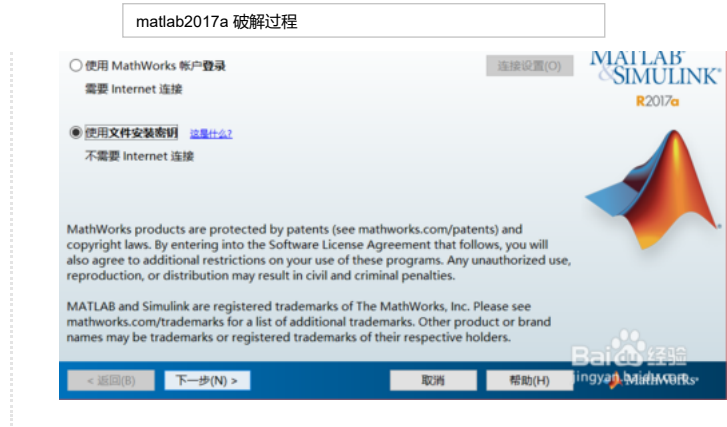 matlab2017a 破解过程
使用 MathWorks 帐户登录
连接设置(O)
需要 Internet 连接
使用文件安装密钥 这是什么?
不需要 Internet 连接
MATLAB
&SIMULINK®
R2017a
MathWorks products are protected by patents (see mathworks.com/patents) and
copyright laws. By entering into the Software License Agreement that follows, you will
also agree to additional restrictions on your use of these programs. Any unauthorized use,
reproduction, or distribution may result in civil and criminal penalties.
MATLAB and Simulink are registered trademarks of The MathWorks, Inc. Please see
mathworks.com/trademarks for a list of additional trademarks. Other product or brand
names may be trademarks or registered trademarks of their respective holders.
Baidu 经验
jingyan.baidu.com
< 返回(B)
下一步(N) >
取消
帮助(H)
MathWorks®